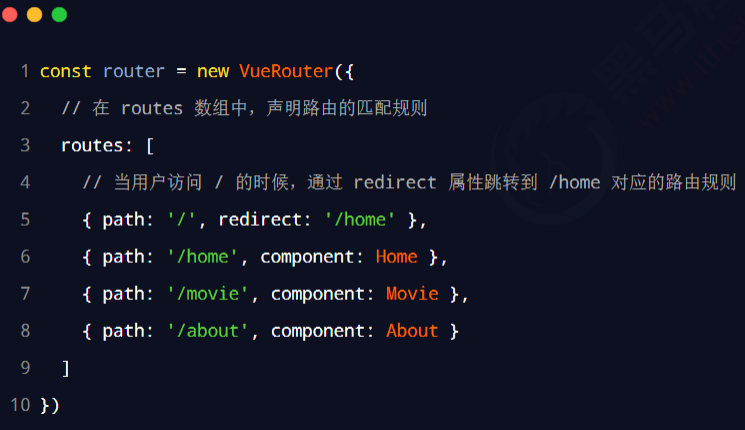 1 const router = new VueRouter({
2 // 在 routes 数组中，声明路由的匹配规则
3 routes: [
4 // 当用户访问 / 的时候，通过 redirect 属性跳转到 /home 对应的路由规则
5 { path: '/', redirect: '/home' },
6 { path: '/home', component: Home },
7 { path: '/movie', component: Movie },
8 { path: '/about', component: About }
9 ]
10 })